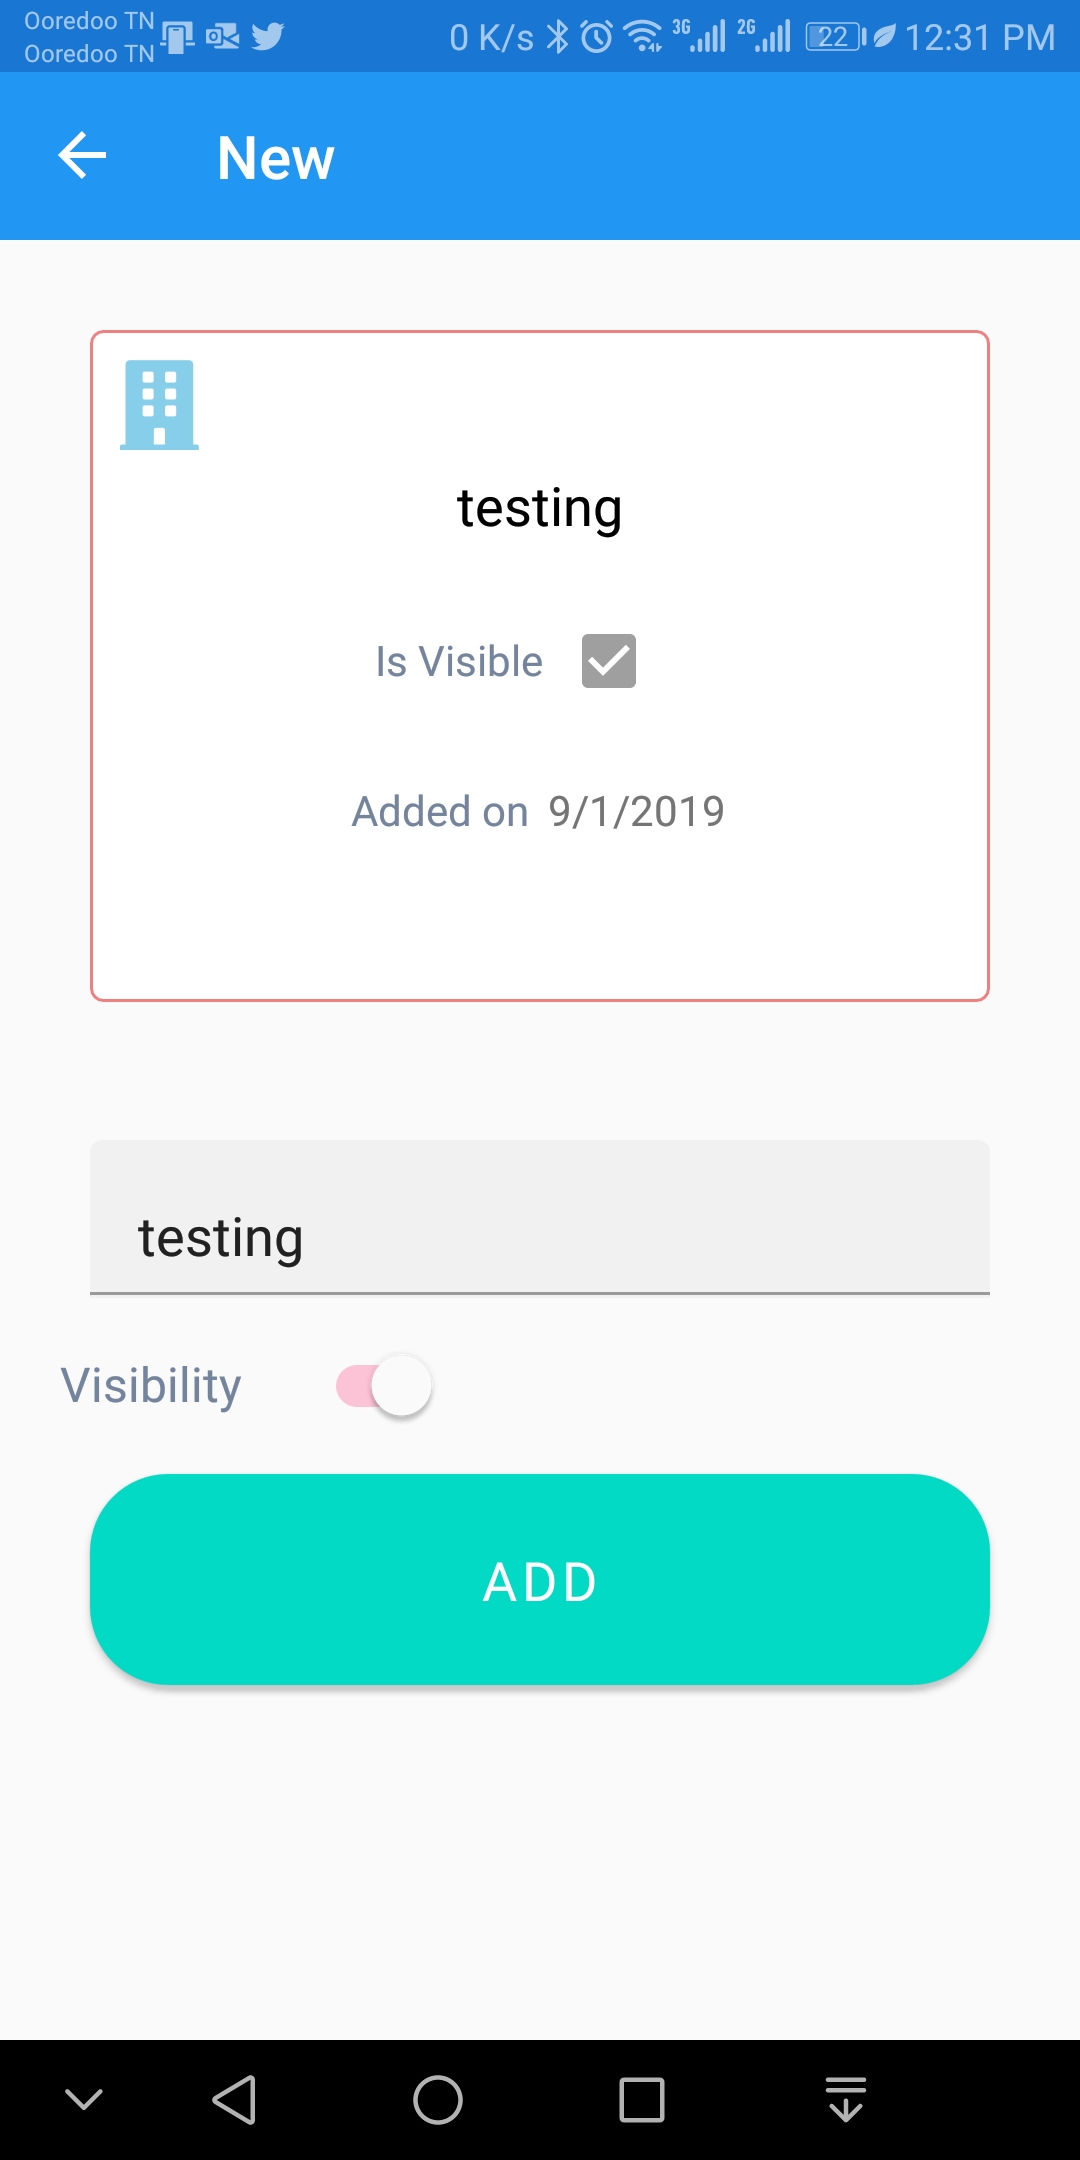 Ooredoo TN
Ooredoo TN
0 K/s 3G 2G 22 12:31 PM
New
testing
Is Visible
Added on 9/1/2019
testing
Visibility
ADD